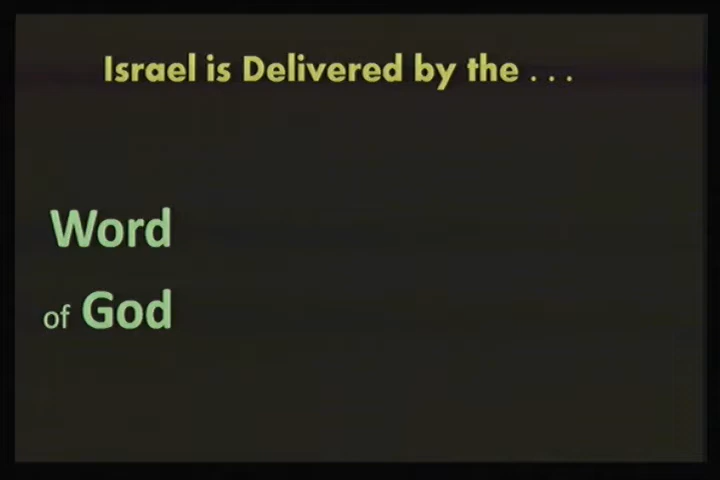 Israel is Delivered by the . . .
Word
of God